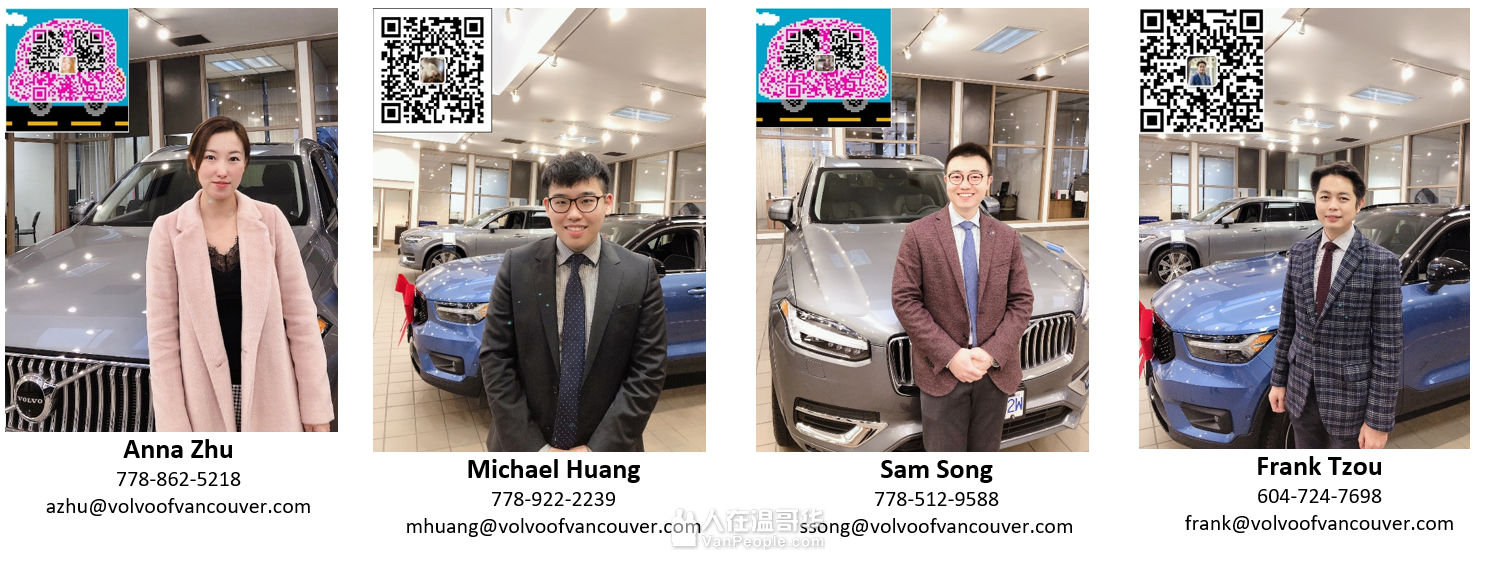 VOLVO
2W
Anna Zhu
778-862-5218
azhu@volvoofvancouver.com
Michael Huang
778-922-2239
mhuang@volvoofvancouver.com
Sam Song
778-512-9588
ssong@volvoofvancouver.com
Frank Tzou
604-724-7698
frank@volvoofvancouver.com
人在温哥华
VanPeople.com